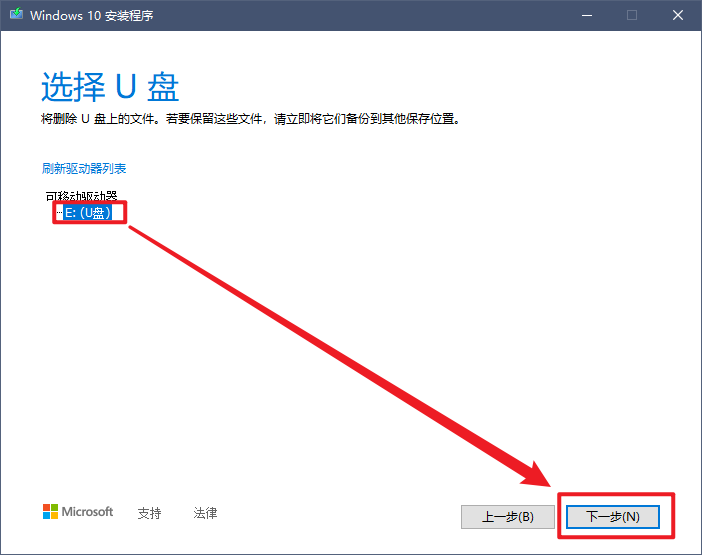 Windows 10 安装程序
选择 U 盘
将删除 U 盘上的文件。若要保留这些文件，请立即将它们备份到其他保存位置。
刷新驱动器列表
可移动驱动器
E: (U盘)
Microsoft 支持 法律 上一步(B) 下一步(N)